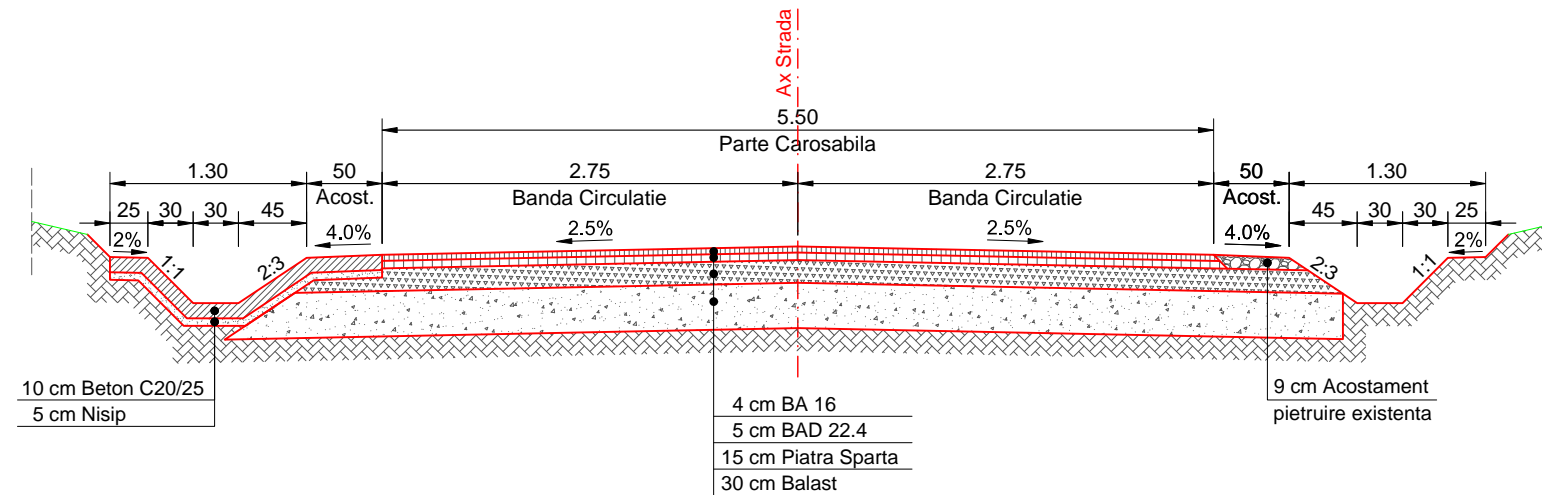 Ax Strada
5.50
Parte Carosabila
1.30
50
2.75
2.75
50
1.30
Acost.
Banda Circulatie
Banda Circulatie
Acost.
25
30
30
45
45
30
30
25
2%
4.0%
2.5%
2.5%
4.0%
2%
1:1
2:3
2:3
1:1
10 cm Beton C20/25
5 cm Nisip
4 cm BA 16
5 cm BAD 22.4
15 cm Piatra Sparta
30 cm Balast
9 cm Acostament
pietruire existenta